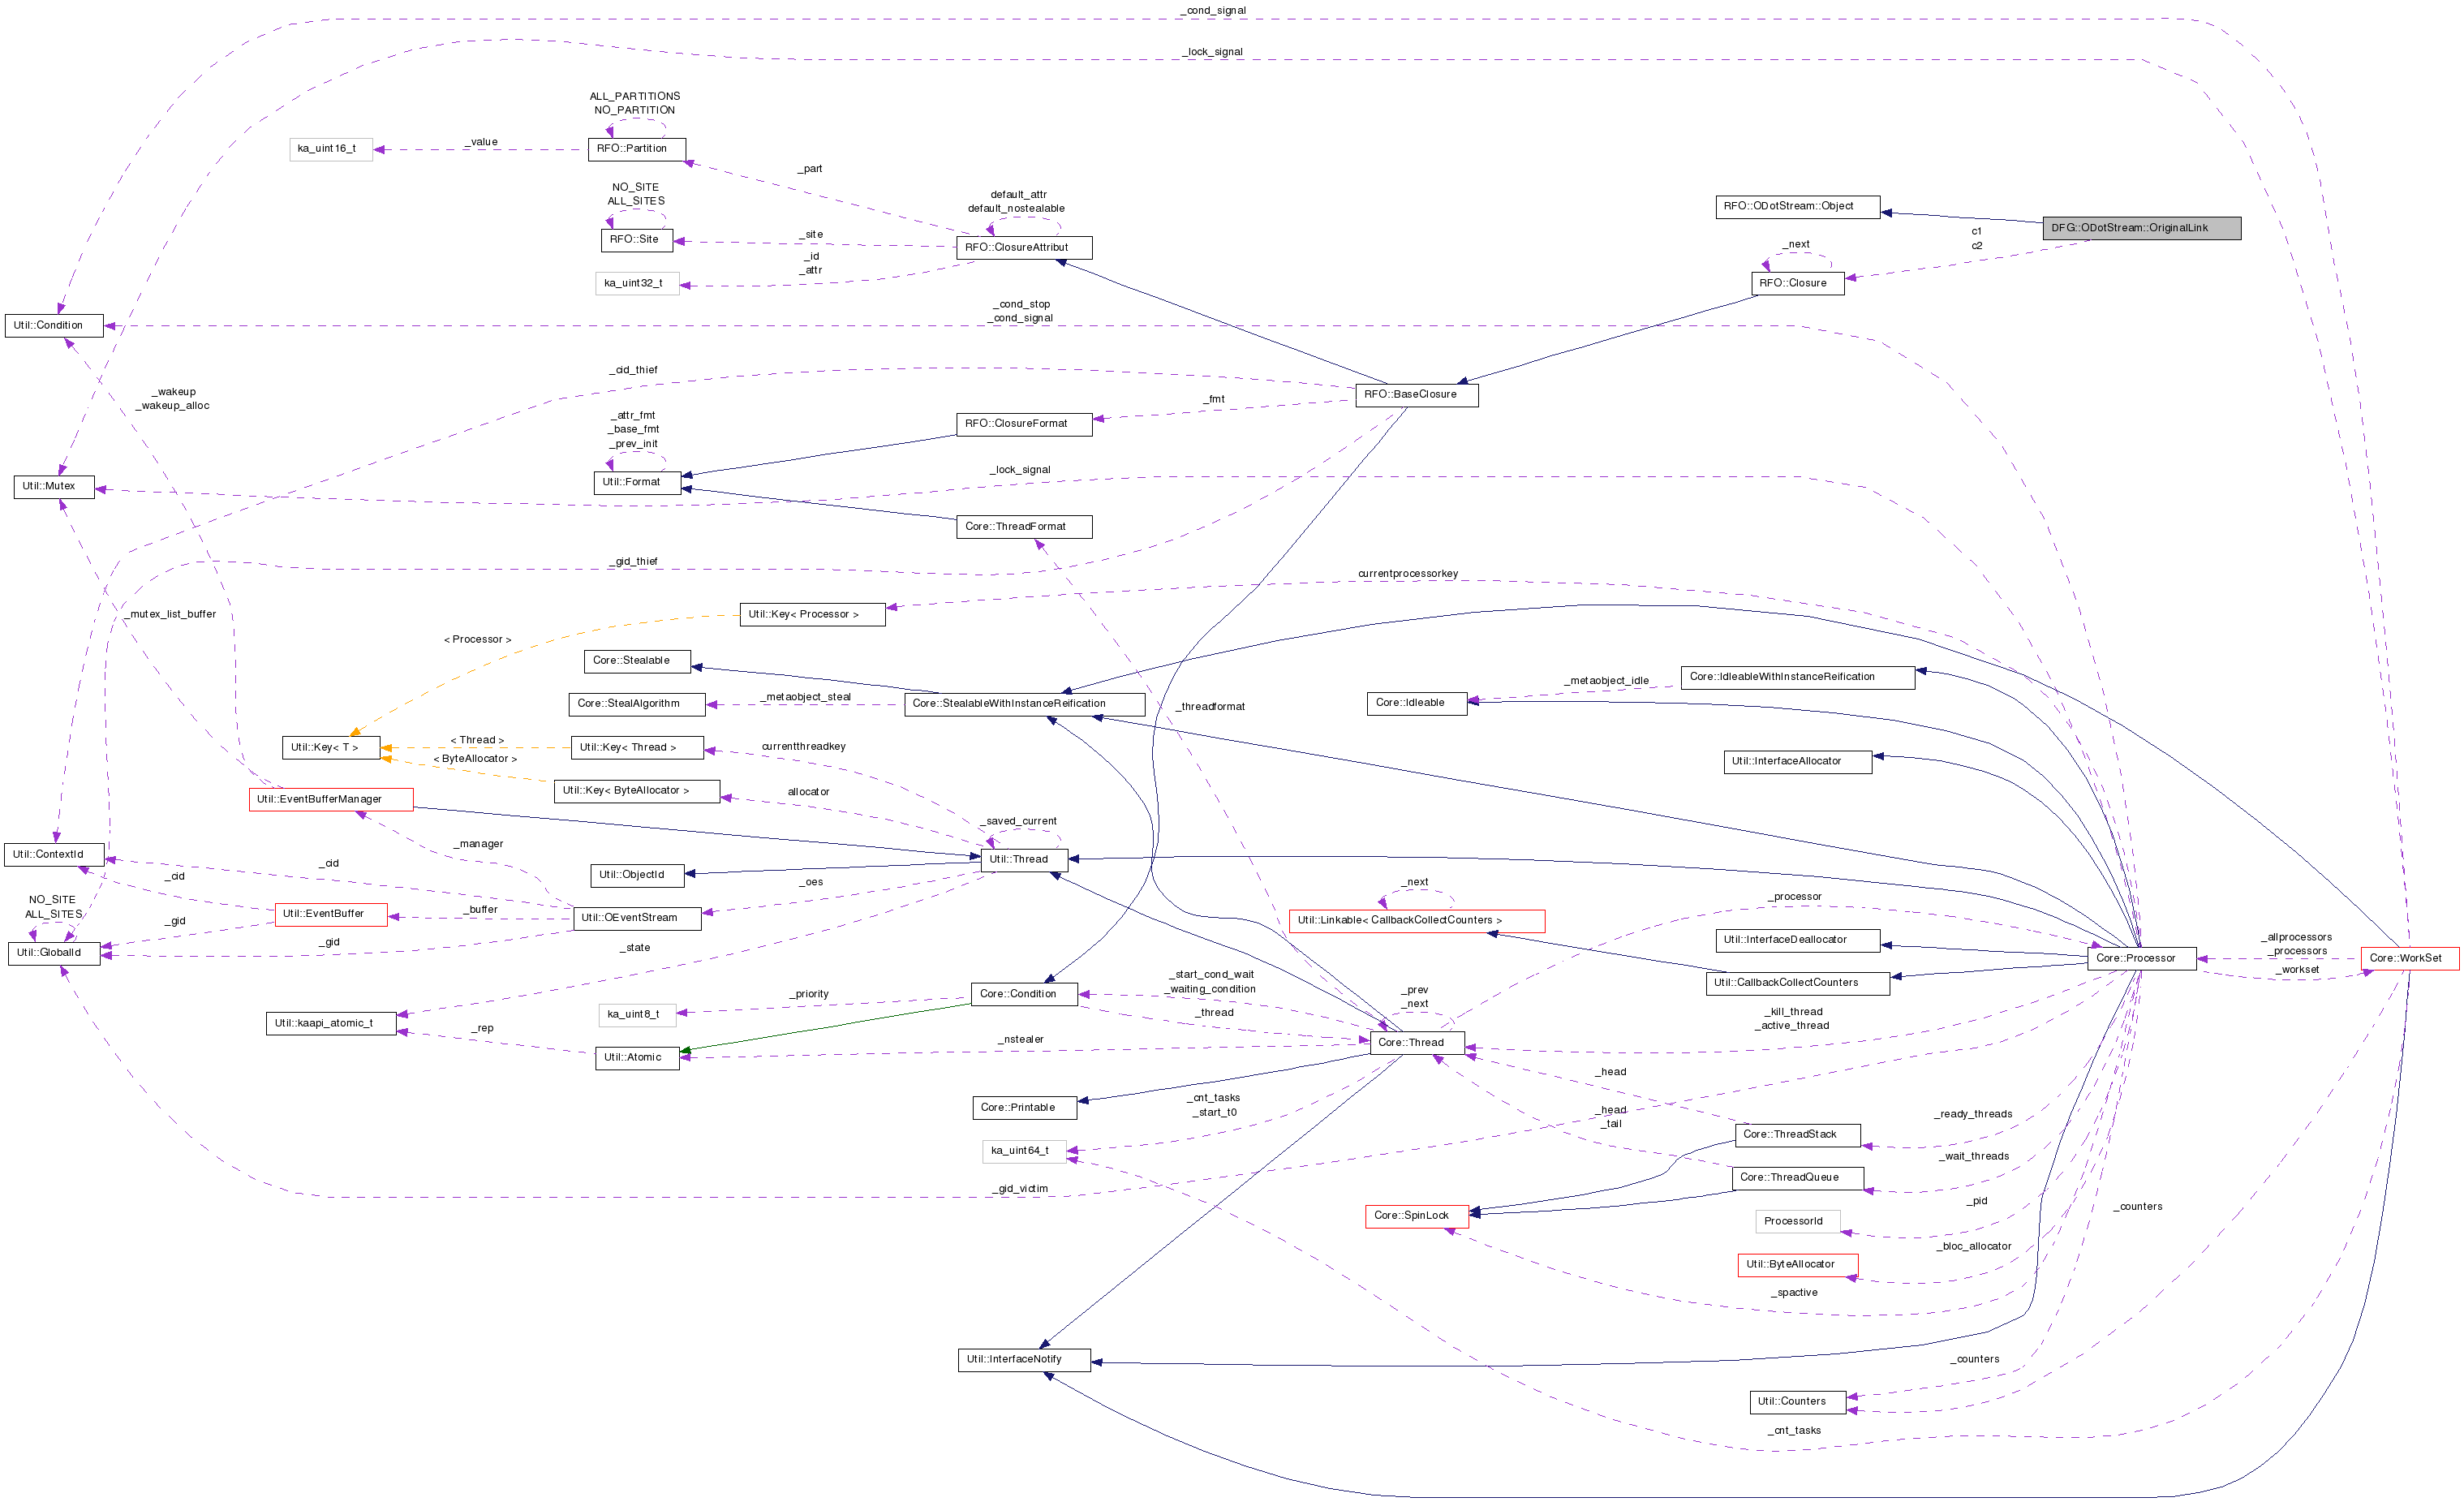 _cond_signal
_lock_signal
ALL_PARTITIONS
NO_PARTITION
ka_uint16_t
_value
RFO::Partition
_part
NO_SITE
ALL_SITES
default_attr
default_nostealable
RFO::ODotStream::Object
DFG::ODotStream::OriginalLink
c1
c2
RFO::Site
_site
RFO::ClosureAttribut
_next
_id
_attr
ka_uint32_t
RFO::Closure
_cond_stop
_cond_signal
Util::Condition
_cid_thief
_wakeup
_wakeup_alloc
RFO::BaseClosure
_fmt
_attr_fmt
_base_fmt
_prev_init
RFO::ClosureFormat
_lock_signal
Util::Mutex
Util::Format
Core::ThreadFormat
_gid_thief
currentprocessorkey
_mutex_list_buffer
Util::Key< Processor >
< Processor >
Core::Stealable
_metaobject_steal
Core::StealAlgorithm
Core::StealableWithInstanceReification
_threadformat
_metaobject_idle
Core::IdleableWithInstanceReification
Core::Idleable
Util::Key< T >
< Thread >
Util::Key< Thread >
currentthreadkey
< ByteAllocator >
Util::InterfaceAllocator
Util::EventBufferManager
Util::Key< ByteAllocator >
allocator
_saved_current
_manager
Util::ContextId
_cid
_cid
Util::ObjectId
Util::Thread
_oes
_next
_processor
NO_SITE
ALL_SITES
_gid
Util::EventBuffer
_buffer
Util::OEventStream
Util::Linkable< CallbackCollectCounters >
Util::InterfaceDeallocator
_gid
Util::GlobalId
_state
_allprocessors
_processors
_workset
Core::Processor
Core::WorkSet
_start_cond_wait
_waiting_condition
Util::CallbackCollectCounters
_priority
Core::Condition
_thread
_prev
_next
ka_uint8_t
Util::kaapi_atomic_t
_rep
_kill_thread
_active_thread
Util::Atomic
_nstealer
Core::Thread
_head
Core::Printable
_cnt_tasks
_start_t0
_head
_tail
_ready_threads
Core::ThreadStack
ka_uint64_t
_wait_threads
Core::ThreadQueue
_gid_victim
_pid
_counters
Core::SpinLock
ProcessorId
_bloc_allocator
Util::ByteAllocator
_spactive
Util::InterfaceNotify
_counters
Util::Counters
_cnt_tasks